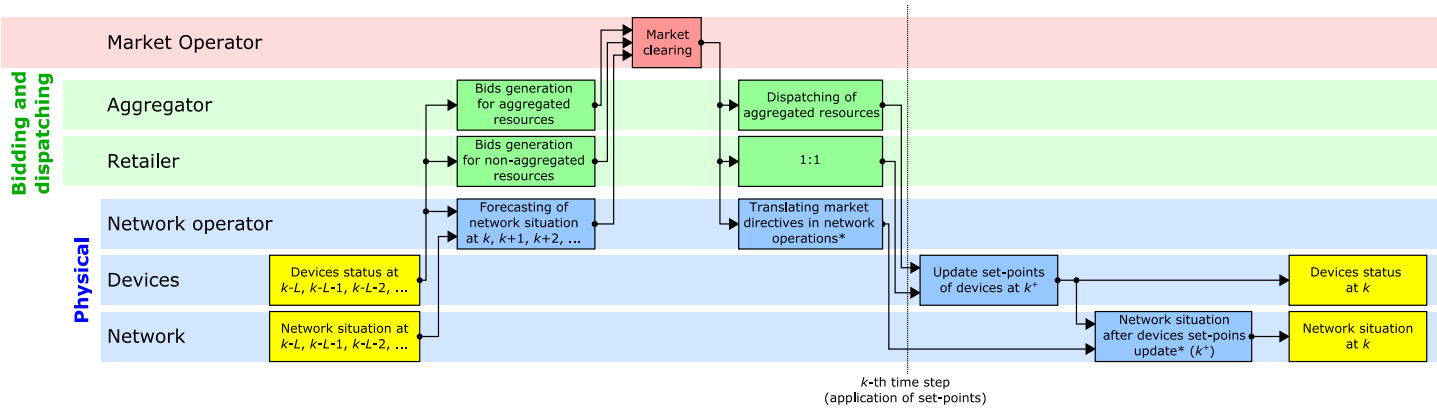 Market Operator
Market
clearing
Bidding and
dispatching
Aggregator
Bids generation
for aggregated
resources
Dispatching of
aggregated resources
Retailer
Bids generation
for non-aggregated
resources
1:1
Physical
Network operator
Forecasting of
network situation
at k, k+1, k+2, ...
Translating market
directives in network
operations*
Devices
Devices status at
k-L, k-L-1, k-L-2, ...
Update set-points
of devices at k⁺
Devices status
at k
Network
Network situation at
k-L, k-L-1, k-L-2, ...
Network situation
after devices set-poins
update* (k⁺)
Network situation
at k
k-th time step
(application of set-points)